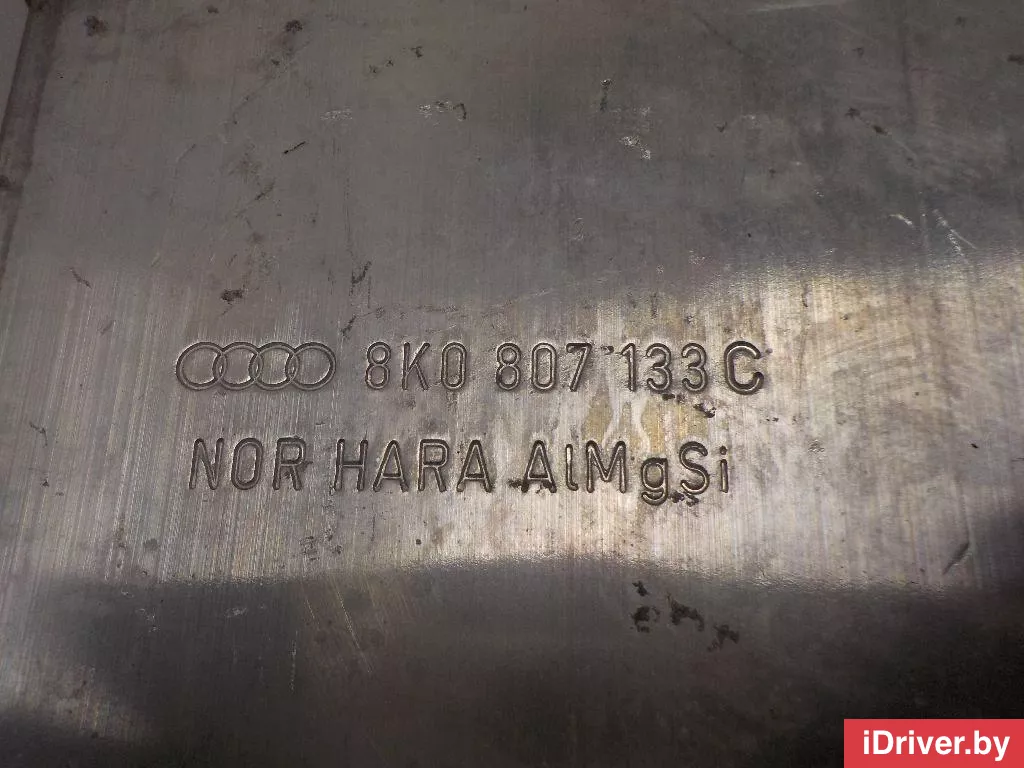 8K0 807 133 C
NOR HARA AlMgSi
iDriver.by